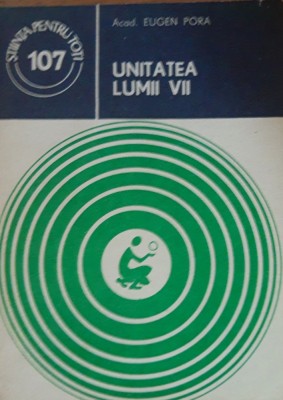 Acad. EUGEN PORA
ȘTIINȚA PENTRU TOȚI
107
UNITATEA
LUMII VII